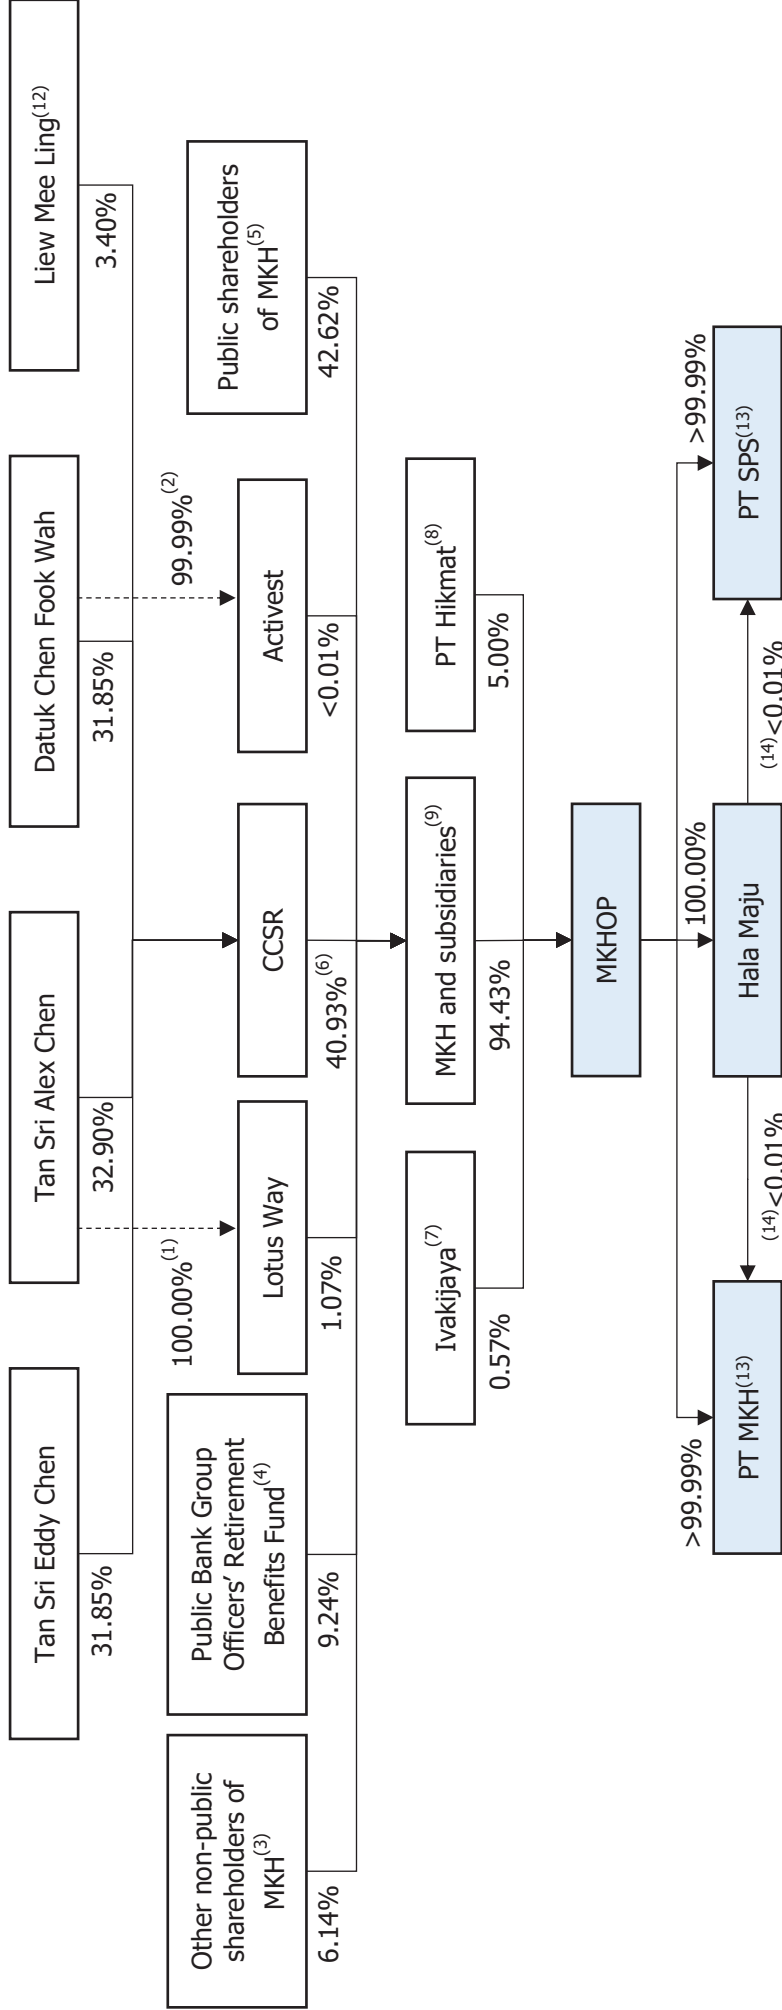 Tan Sri Eddy Chen
Tan Sri Alex Chen
Datuk Chen Fook Wah
Liew Mee Ling(12)
31.85%
32.90%
31.85%
3.40%
100.00%(1)
99.99%(2)
Other non-public
shareholders of
MKH(3)
Public Bank Group
Officers’ Retirement
Benefits Fund(4)
Lotus Way
CCSR
Activest
Public shareholders
of MKH(5)
6.14%
9.24%
1.07%
40.93%(6)
<0.01%
42.62%
Ivakijaya(7)
MKH and subsidiaries(9)
PT Hikmat(8)
0.57%
94.43%
5.00%
MKHOP
>99.99%
100.00%
>99.99%
PT MKH(13)
Hala Maju
PT SPS(13)
(14)<0.01%
(14)<0.01%